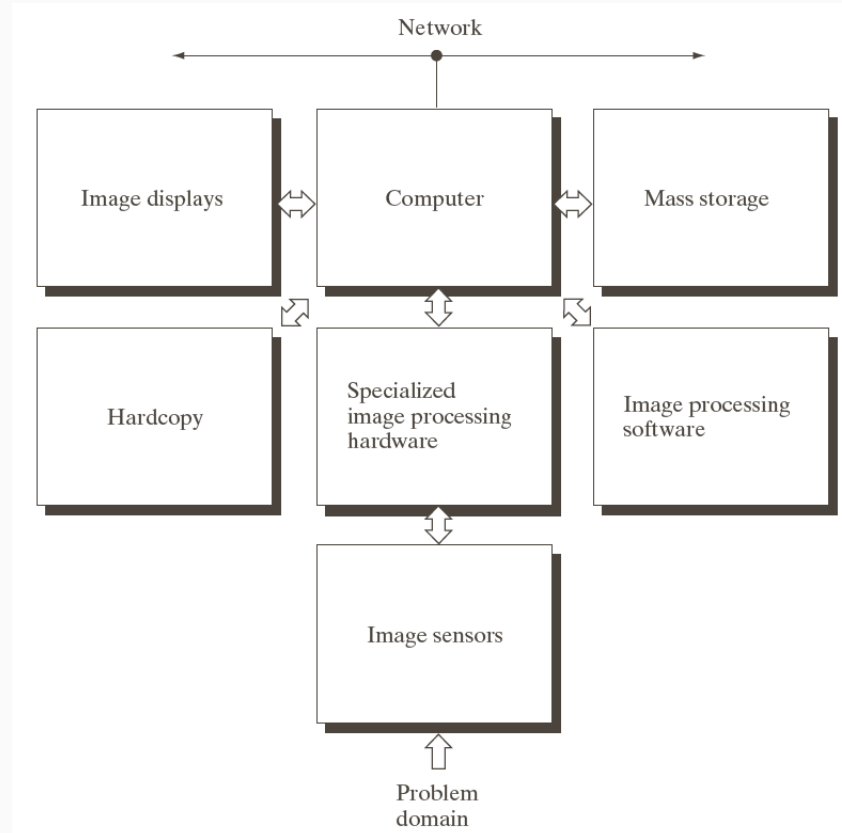 Network
Image displays
Computer
Mass storage
Hardcopy
Specialized
image processing
hardware
Image processing
software
Image sensors
Problem
domain